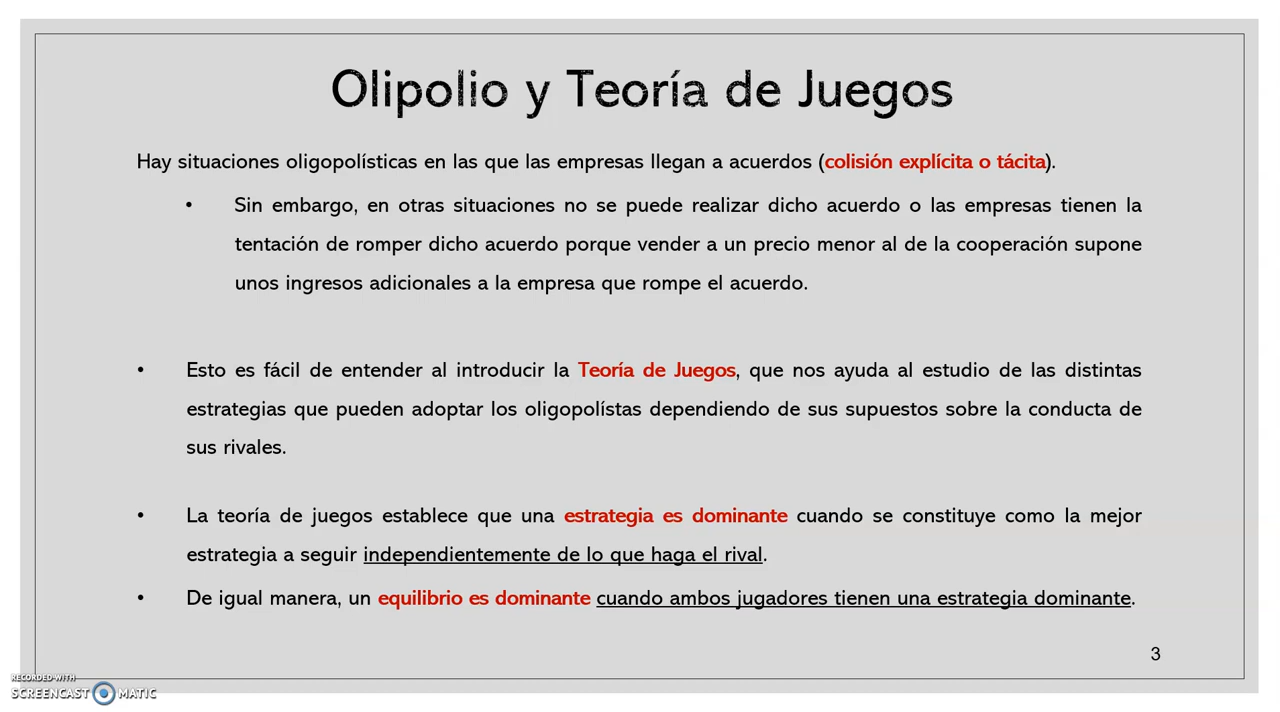 Olipolio y Teoría de Juegos
Hay situaciones oligopolísticas en las que las empresas llegan a acuerdos (colisión explícita o tácita).
• Sin embargo, en otras situaciones no se puede realizar dicho acuerdo o las empresas tienen la
tentación de romper dicho acuerdo porque vender a un precio menor al de la cooperación supone
unos ingresos adicionales a la empresa que rompe el acuerdo.
• Esto es fácil de entender al introducir la Teoría de Juegos, que nos ayuda al estudio de las distintas
estrategias que pueden adoptar los oligopolístas dependiendo de sus supuestos sobre la conducta de
sus rivales.
• La teoría de juegos establece que una estrategia es dominante cuando se constituye como la mejor
estrategia a seguir independientemente de lo que haga el rival.
• De igual manera, un equilibrio es dominante cuando ambos jugadores tienen una estrategia dominante.
3
RECORDED WITH
SCREENCAST MATIC